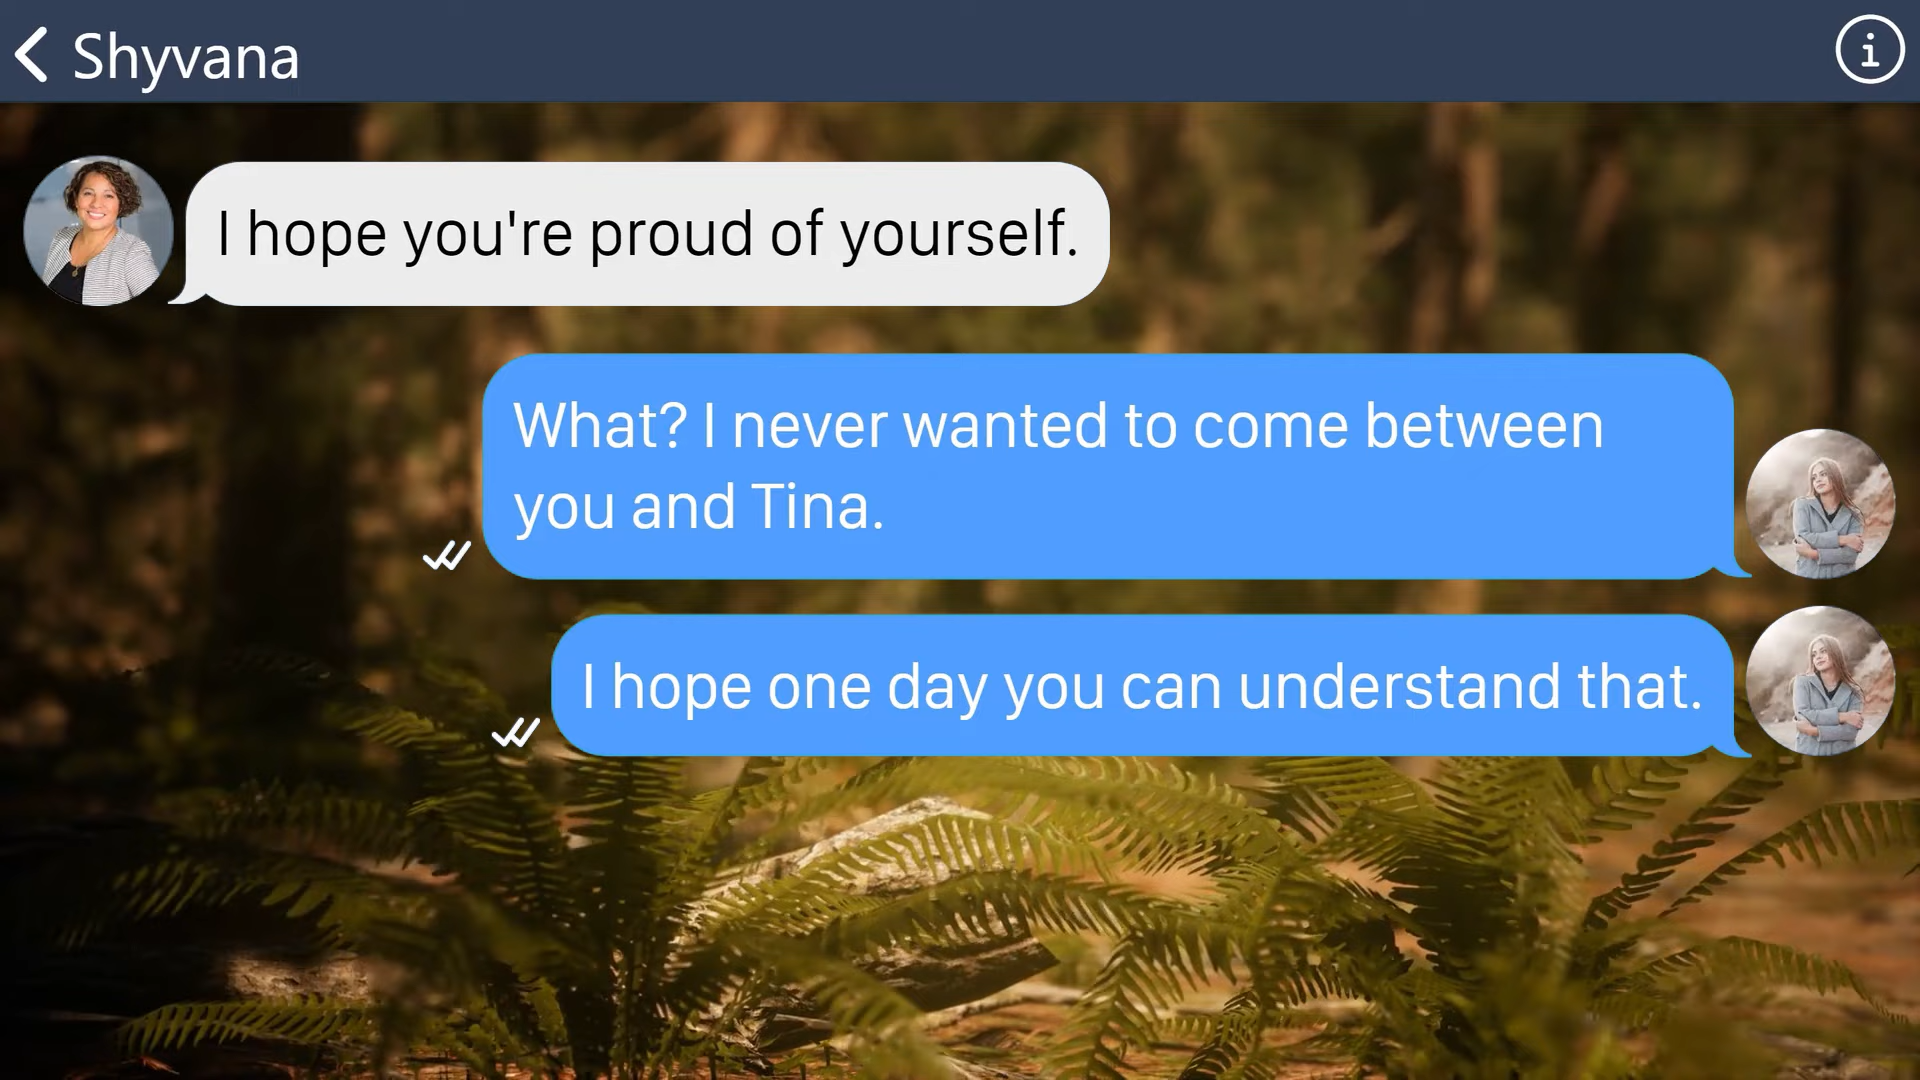 Shyvana
I hope you're proud of yourself.
What? I never wanted to come between
you and Tina.
I hope one day you can understand that.